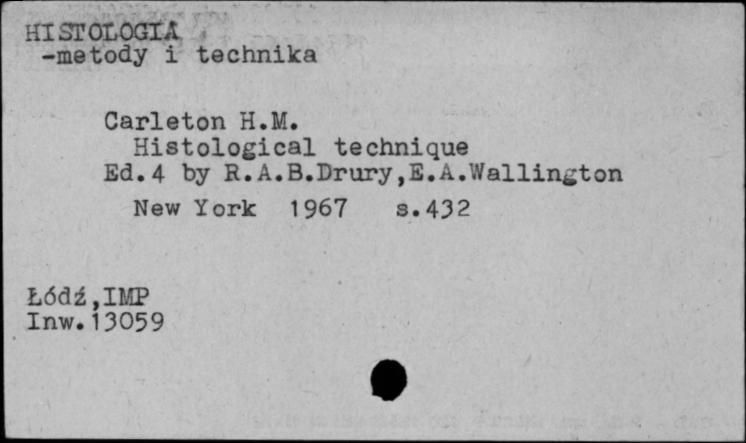 HISTOLOGIA
-metody i technika
Carleton H.M.
Histological technique
Ed.4 by R.A.B.Drury,E.A.Wallington
New York 1967 s.432
Łódź,IMP
Inw.13059